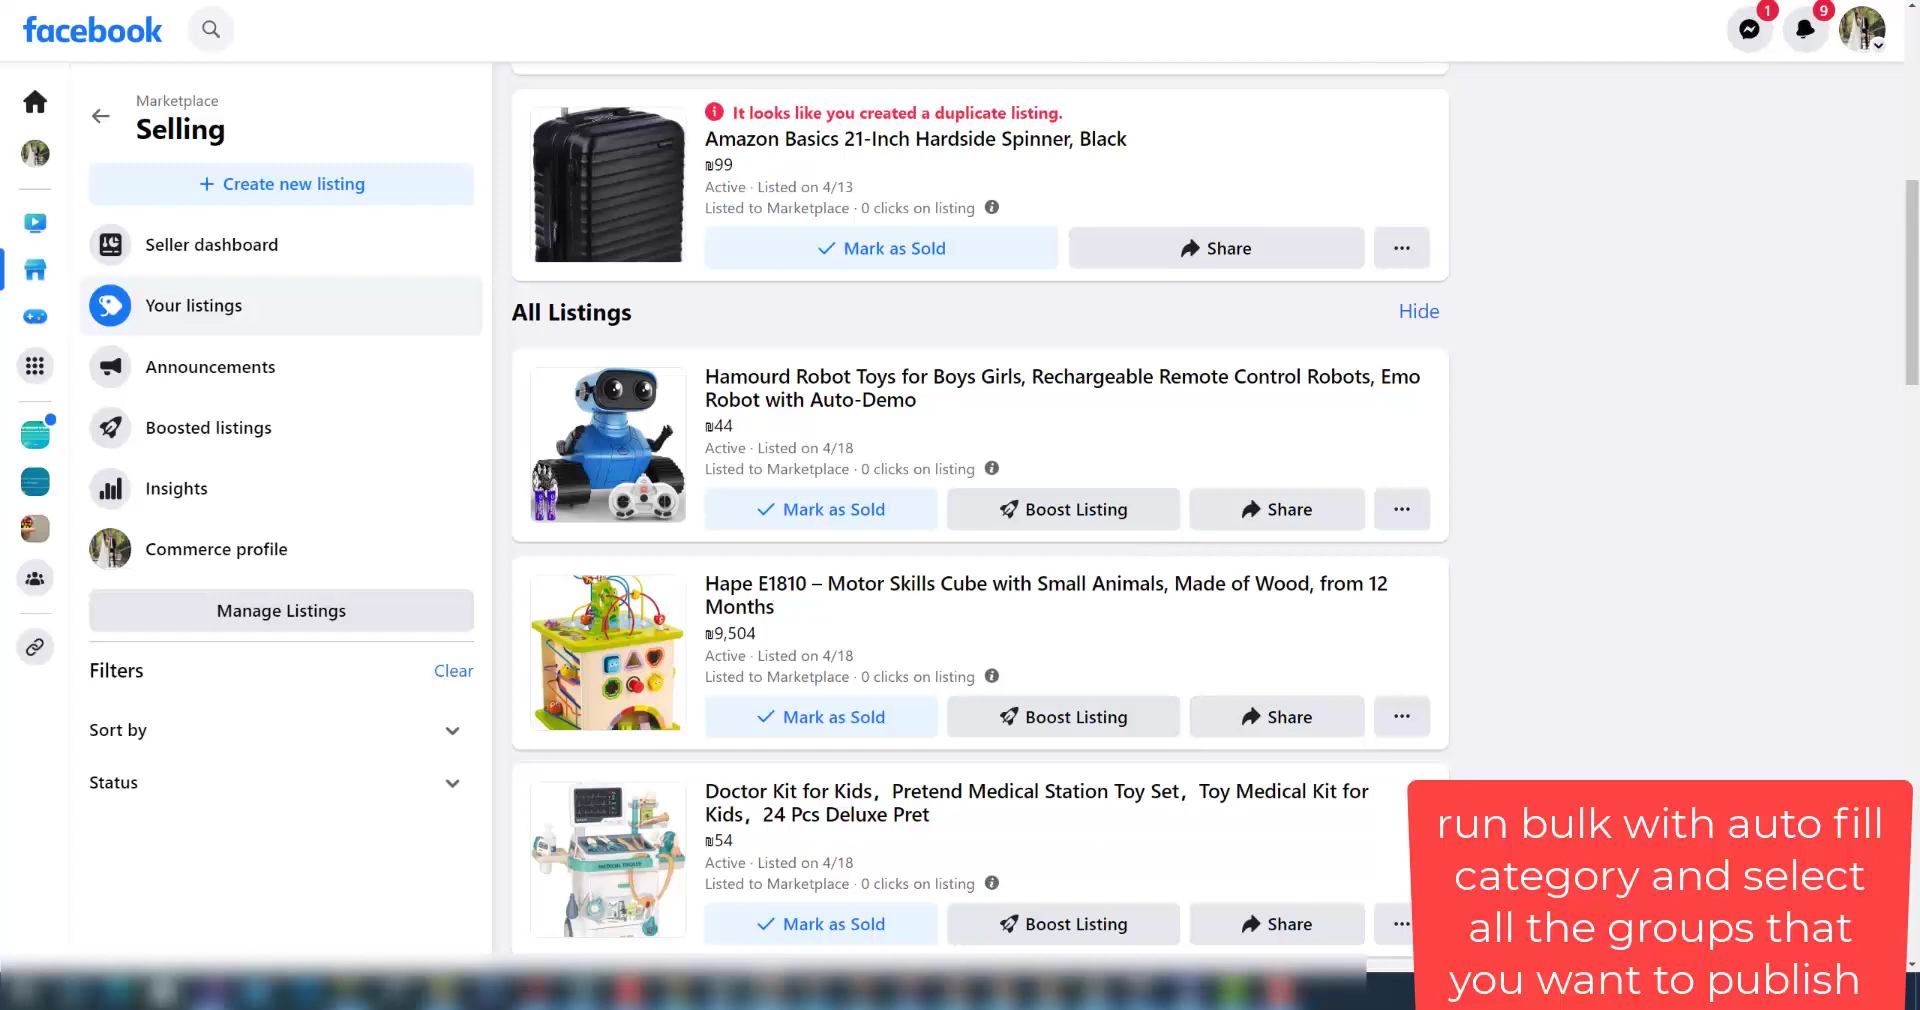 facebook
1
9
Marketplace
Selling
+ Create new listing
Seller dashboard
Your listings
Announcements
Boosted listings
Insights
Commerce profile
Manage Listings
Filters
Clear
Sort by
Status
It looks like you created a duplicate listing.
Amazon Basics 21-Inch Hardside Spinner, Black
₪99
Active · Listed on 4/13
Listed to Marketplace · 0 clicks on listing
Mark as Sold
Share
All Listings
Hide
Hamourd Robot Toys for Boys Girls, Rechargeable Remote Control Robots, Emo
Robot with Auto-Demo
₪44
Active · Listed on 4/18
Listed to Marketplace · 0 clicks on listing
Mark as Sold
Boost Listing
Share
Hape E1810 – Motor Skills Cube with Small Animals, Made of Wood, from 12
Months
₪9,504
Active · Listed on 4/18
Listed to Marketplace · 0 clicks on listing
Mark as Sold
Boost Listing
Share
Doctor Kit for Kids，Pretend Medical Station Toy Set，Toy Medical Kit for
Kids，24 Pcs Deluxe Pret
₪54
Active · Listed on 4/18
Listed to Marketplace · 0 clicks on listing
Mark as Sold
Boost Listing
Share
run bulk with auto fill
category and select
all the groups that
you want to publish